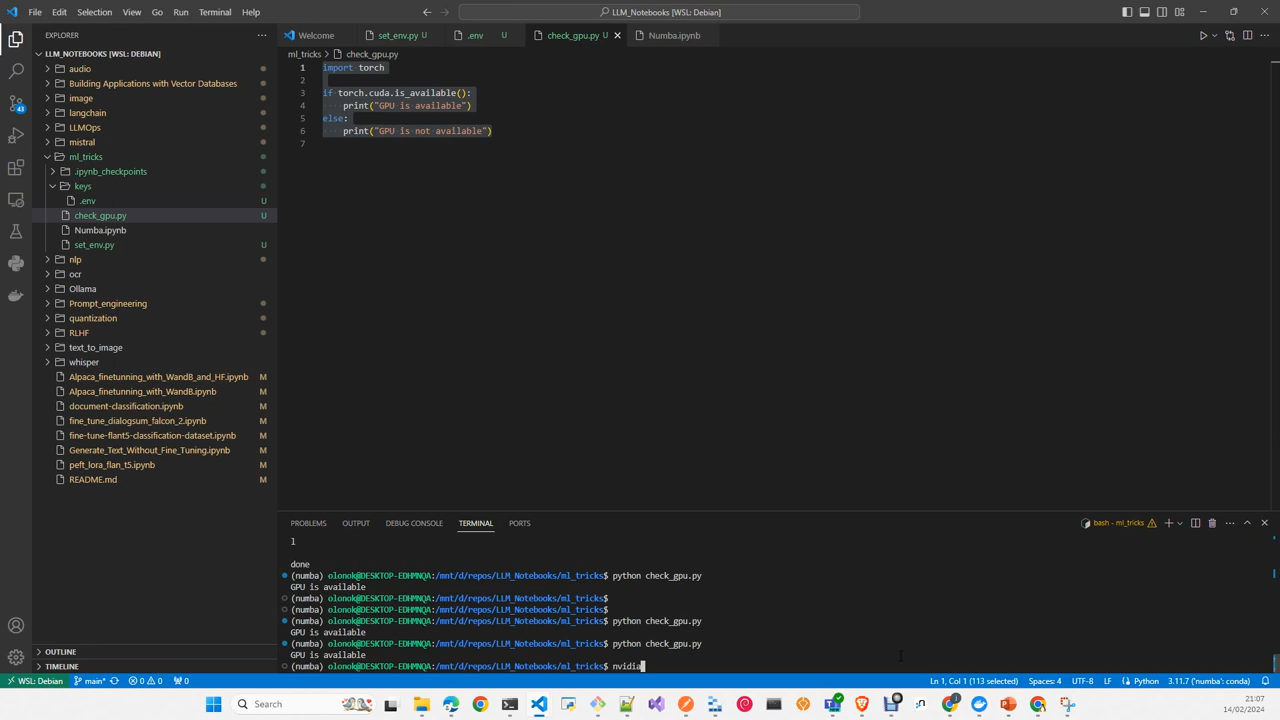 File Edit Selection View Go Run Terminal Help
LLM_Notebooks [WSL: Debian]
EXPLORER
LLM_NOTEBOOKS [WSL: DEBIAN]
audio
Building Applications with Vector Databases
image
langchain
LLMOps
mistral
ml_tricks
.ipynb_checkpoints
keys
.env U
check_gpu.py U
Numba.ipynb
set_env.py U
nlp
ocr
Ollama
Prompt_engineering
quantization
RLHF
text_to_image
whisper
Alpaca_finetunning_with_WandB_and_HF.ipynb M
Alpaca_finetunning_with_WandB.ipynb M
document-classification.ipynb M
fine_tune_dialogsum_falcon_2.ipynb M
fine-tune-flant5-classification-dataset.ipynb M
Generate_Text_Without_Fine_Tuning.ipynb M
peft_lora_flan_t5.ipynb M
README.md M
OUTLINE
TIMELINE
43
Welcome set_env.py U .env U check_gpu.py U Numba.ipynb
ml_tricks > check_gpu.py
1 import torch
2
3 if torch.cuda.is_available():
4 print("GPU is available")
5 else:
6 print("GPU is not available")
7
PROBLEMS OUTPUT DEBUG CONSOLE TERMINAL PORTS
bash - ml_tricks
l
done
(numba) olonok@DESKTOP-EDHMNQA:/mnt/d/repos/LLM_Notebooks/ml_tricks$ python check_gpu.py
GPU is available
(numba) olonok@DESKTOP-EDHMNQA:/mnt/d/repos/LLM_Notebooks/ml_tricks$
(numba) olonok@DESKTOP-EDHMNQA:/mnt/d/repos/LLM_Notebooks/ml_tricks$
(numba) olonok@DESKTOP-EDHMNQA:/mnt/d/repos/LLM_Notebooks/ml_tricks$ python check_gpu.py
GPU is available
(numba) olonok@DESKTOP-EDHMNQA:/mnt/d/repos/LLM_Notebooks/ml_tricks$ python check_gpu.py
GPU is available
(numba) olonok@DESKTOP-EDHMNQA:/mnt/d/repos/LLM_Notebooks/ml_tricks$ nvidia
WSL: Debian main* 0 0 0 Ln 1, Col 1 (113 selected) Spaces: 4 UTF-8 LF Python 3.11.7 ('numba': conda)
Search
21:07
14/02/2024